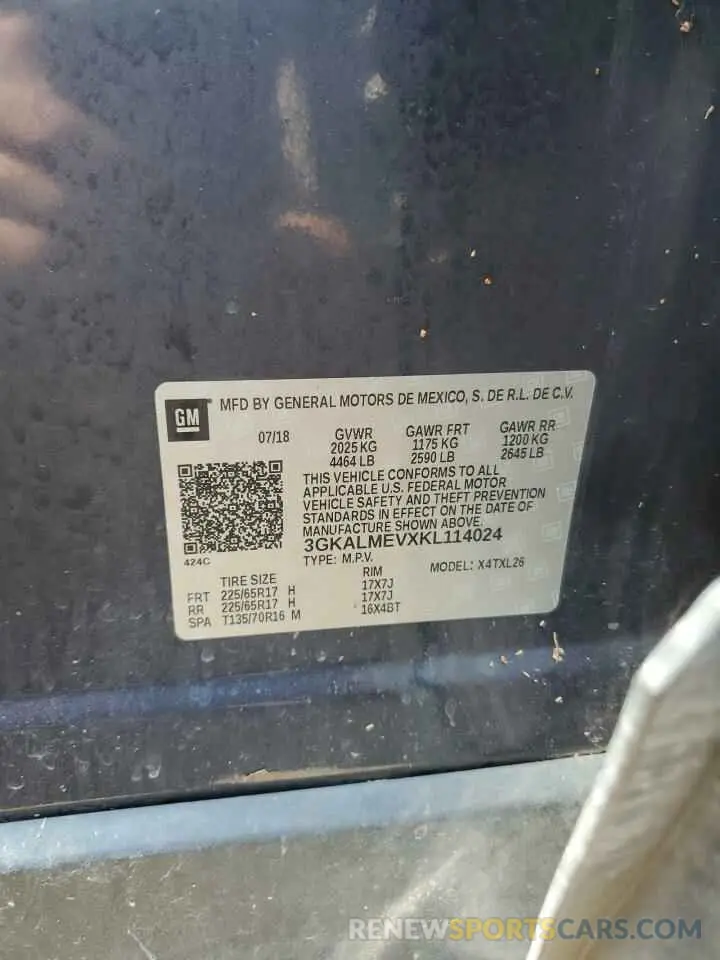 GM MFD BY GENERAL MOTORS DE MEXICO, S. DE R.L. DE C.V.
07/18 GVWR GAWR FRT GAWR RR
2025 KG 1175 KG 1200 KG
4464 LB 2590 LB 2645 LB
THIS VEHICLE CONFORMS TO ALL
APPLICABLE U.S. FEDERAL MOTOR
VEHICLE SAFETY AND THEFT PREVENTION
STANDARDS IN EFFECT ON THE DATE OF
MANUFACTURE SHOWN ABOVE.
3GKALMEVXKL114024
424C TYPE: M.P.V. MODEL: X4TXL26
TIRE SIZE RIM
FRT 225/65R17 H 17X7J
RR 225/65R17 H 17X7J
SPA T135/70R16 M 16X4BT
RENEWSPORTSCARS.COM